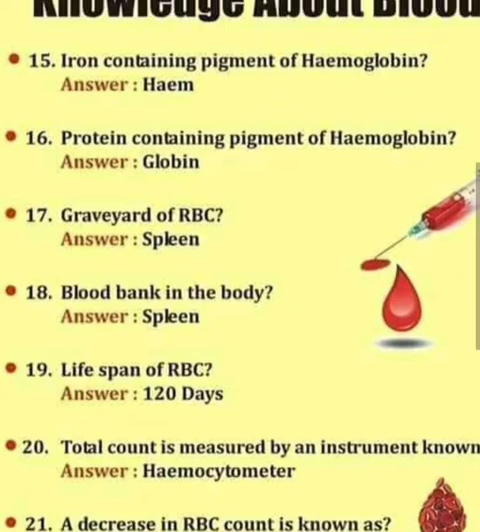 Knowledge About Blood
15. Iron containing pigment of Haemoglobin?
Answer : Haem
16. Protein containing pigment of Haemoglobin?
Answer : Globin
17. Graveyard of RBC?
Answer : Spleen
18. Blood bank in the body?
Answer : Spleen
19. Life span of RBC?
Answer : 120 Days
20. Total count is measured by an instrument known
Answer : Haemocytometer
21. A decrease in RBC count is known as?